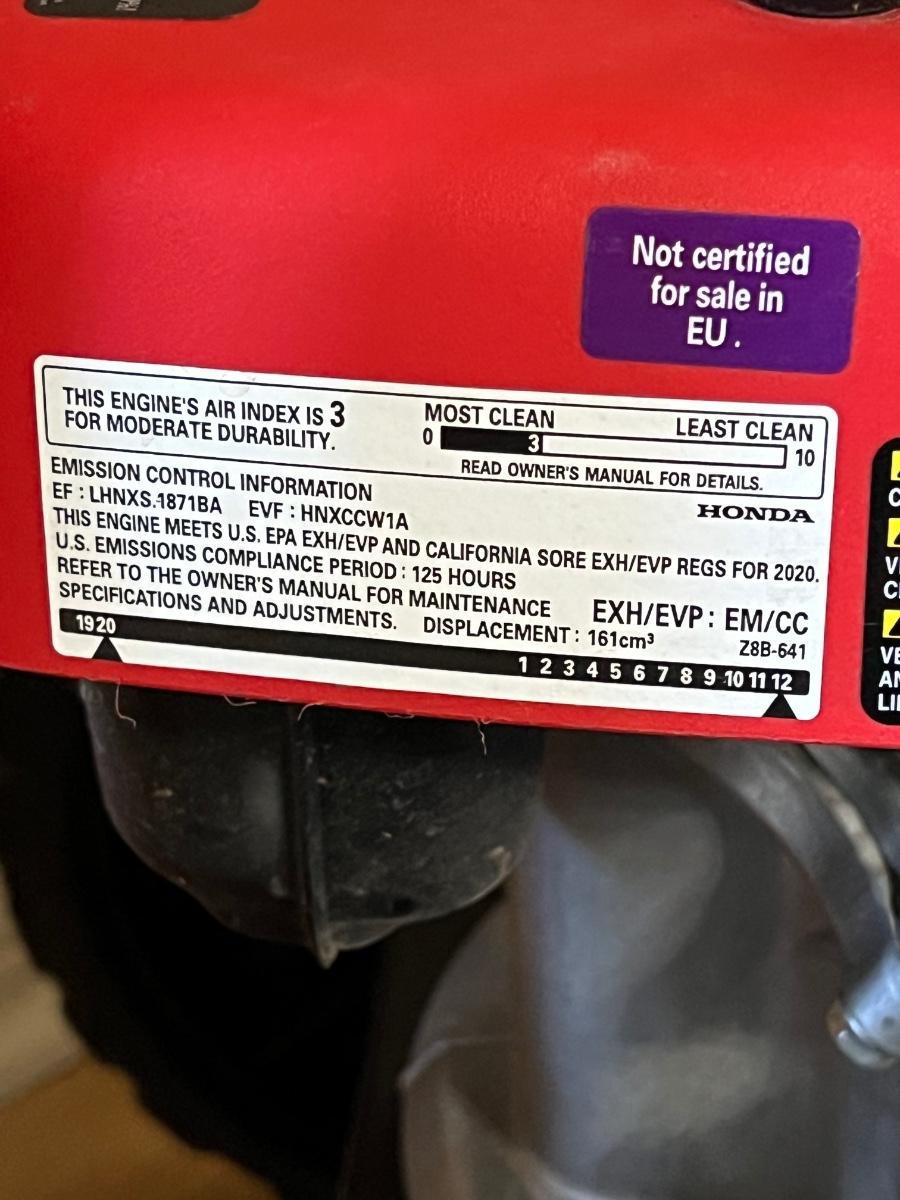 Not certified
for sale in
EU .
THIS ENGINE'S AIR INDEX IS 3
FOR MODERATE DURABILITY.
MOST CLEAN LEAST CLEAN
0 3 10
READ OWNER'S MANUAL FOR DETAILS.
EMISSION CONTROL INFORMATION
HONDA
EF : LHNXS.1871BA EVF : HNXCCW1A
THIS ENGINE MEETS U.S. EPA EXH/EVP AND CALIFORNIA SORE EXH/EVP REGS FOR 2020.
U.S. EMISSIONS COMPLIANCE PERIOD : 125 HOURS
REFER TO THE OWNER'S MANUAL FOR MAINTENANCE EXH/EVP : EM/CC
SPECIFICATIONS AND ADJUSTMENTS. DISPLACEMENT : 161cm³ Z8B-641
19 20
1 2 3 4 5 6 7 8 9 10 11 12